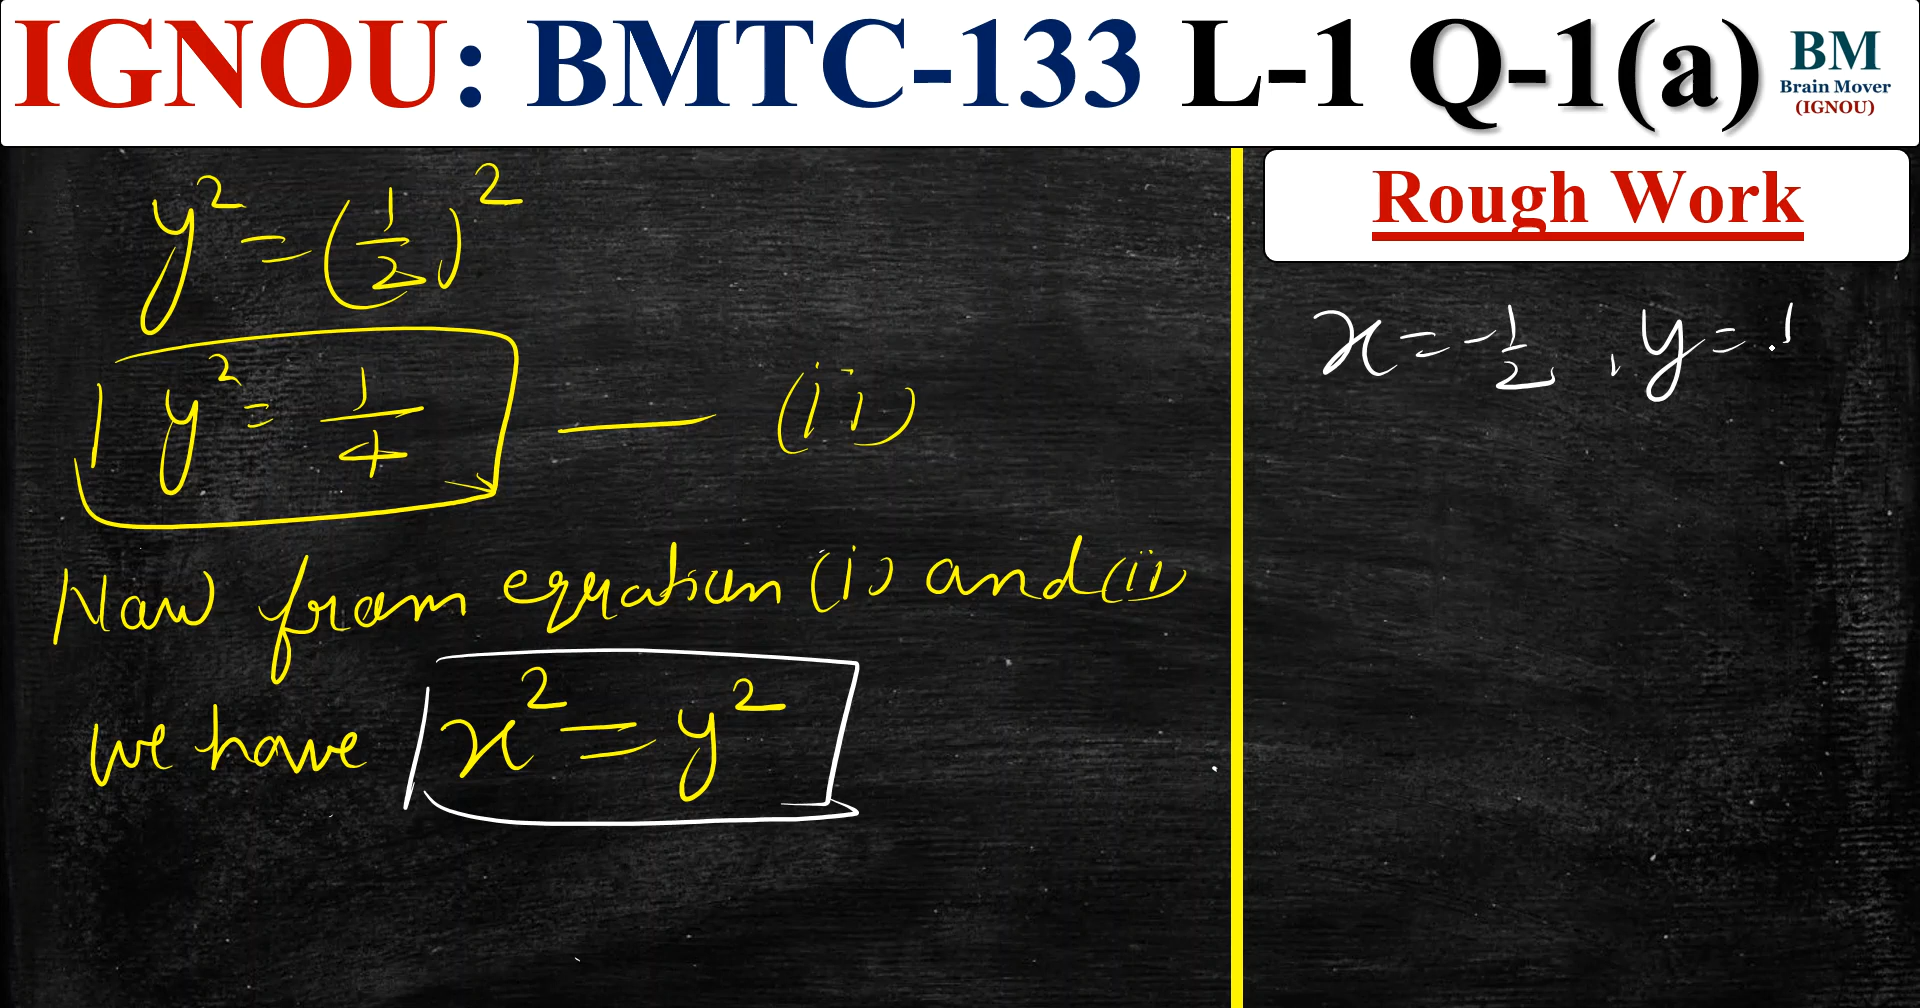 IGNOU: BMTC-133 L-1 Q-1(a)
BM
Brain Mover
(IGNOU)
y² = (1/2)²
y² = 1/4 — (ii)
Now from equation (i) and (ii)
we have x² = y²
Rough Work
x = -1/2, y =